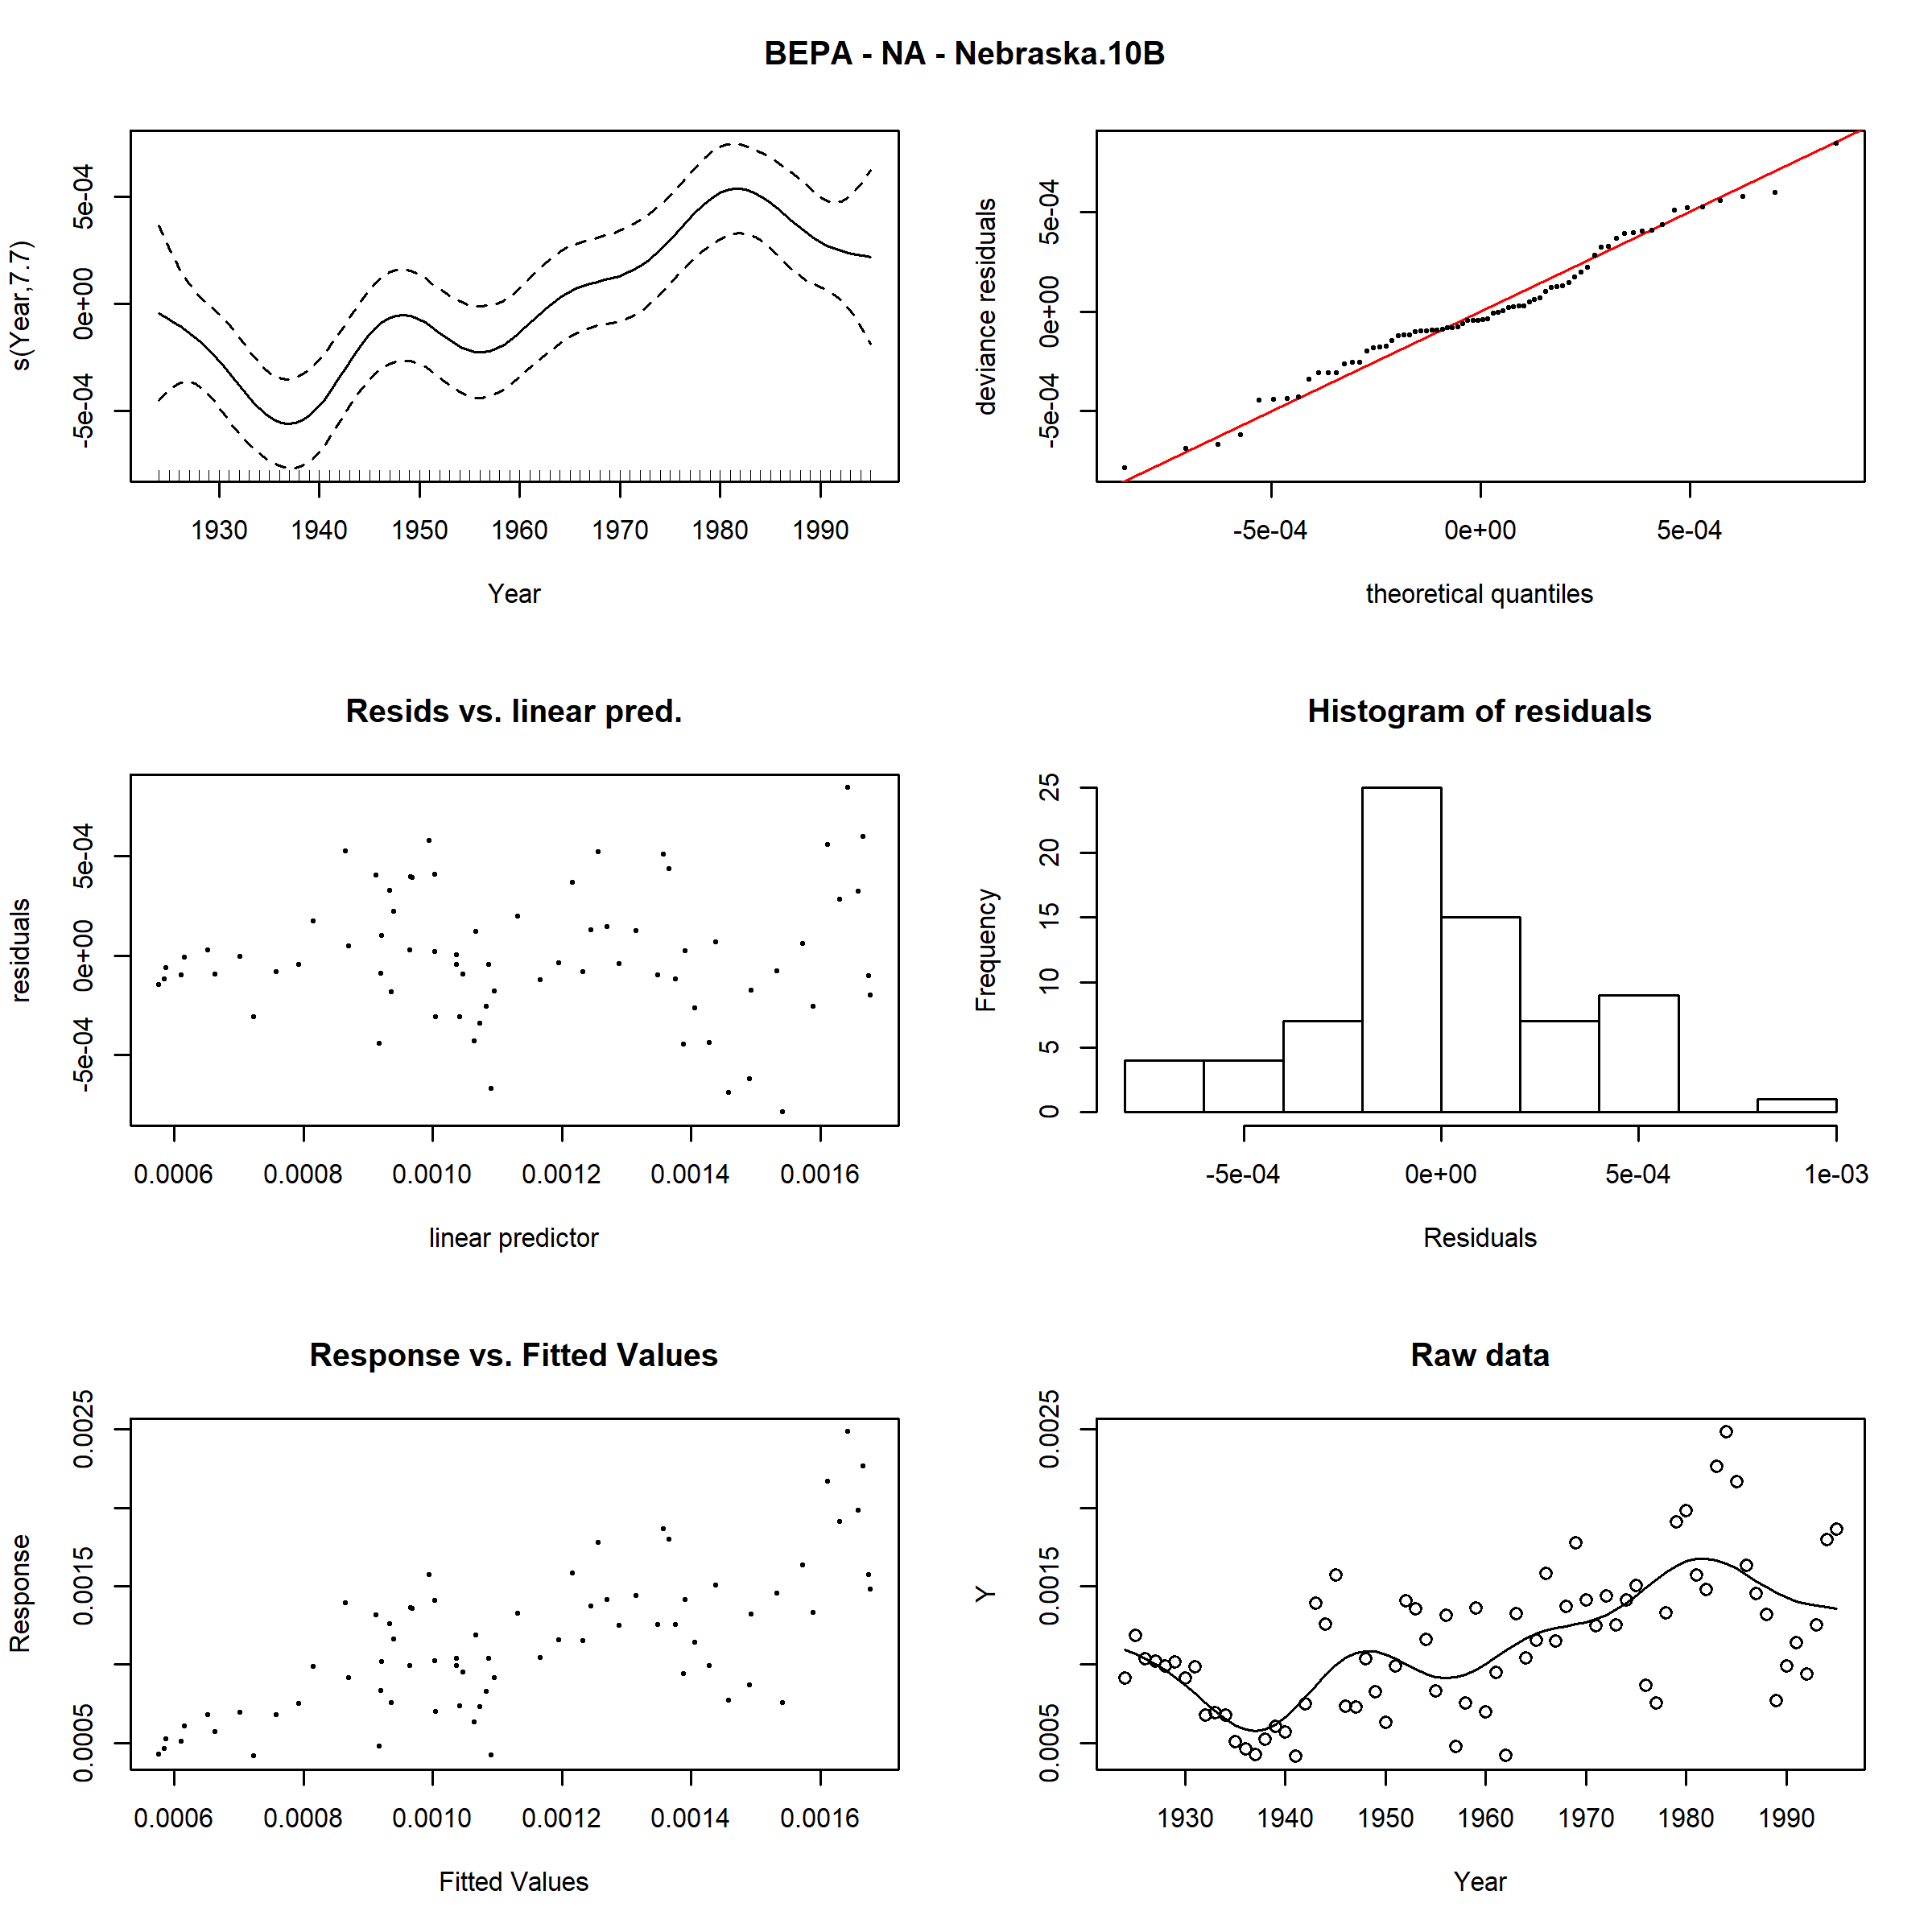 BEPA - NA - Nebraska.10B
s(Year,7.7)
5e-04
0e+00
-5e-04
1930 1940 1950 1960 1970 1980 1990
Year
deviance residuals
5e-04
0e+00
-5e-04
-5e-04 0e+00 5e-04
theoretical quantiles
Resids vs. linear pred.
residuals
5e-04
0e+00
-5e-04
0.0006 0.0008 0.0010 0.0012 0.0014 0.0016
linear predictor
Histogram of residuals
Frequency
25
20
15
10
5
0
-5e-04 0e+00 5e-04 1e-03
Residuals
Response vs. Fitted Values
Response
0.0025
0.0015
0.0005
0.0006 0.0008 0.0010 0.0012 0.0014 0.0016
Fitted Values
Raw data
Y
0.0025
0.0015
0.0005
1930 1940 1950 1960 1970 1980 1990
Year